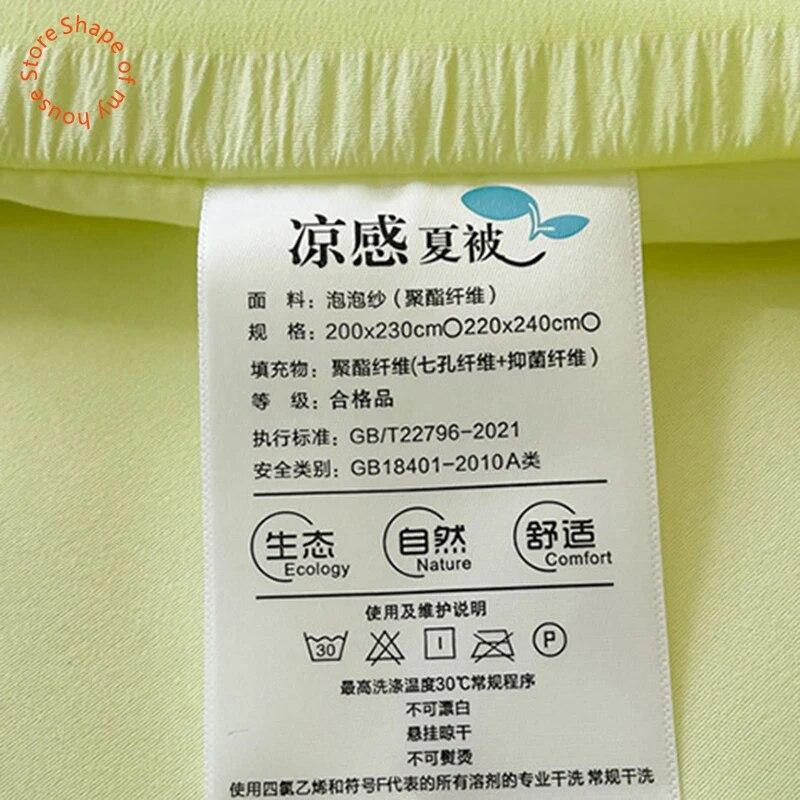 Store Shape of my house
凉感 夏被
面 料：泡泡纱（聚酯纤维）
规 格：200x230cm○220x240cm○
填充物：聚酯纤维(七孔纤维+抑菌纤维）
等 级：合格品
执行标准：GB/T22796-2021
安全类别：GB18401-2010A类
生态 自然 舒适
Ecology Nature Comfort
使用及维护说明
30 P
最高洗涤温度30℃常规程序
不可漂白
悬挂晾干
不可熨烫
使用四氯乙烯和符号F代表的所有溶剂的专业干洗 常规干洗